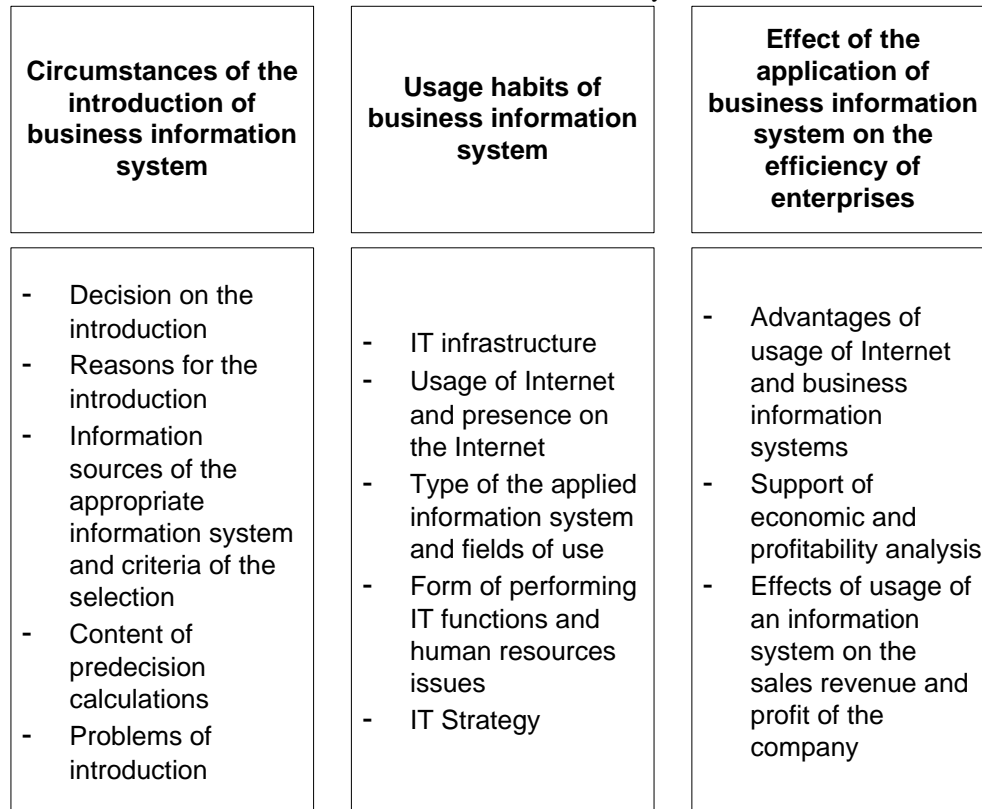 Circumstances of the
introduction of
business information
system
Usage habits of
business information
system
Effect of the
application of
business information
system on the
efficiency of
enterprises
- Decision on the
introduction
- Reasons for the
introduction
- Information
sources of the
appropriate
information system
and criteria of the
selection
- Content of
predecision
calculations
- Problems of
introduction
- IT infrastructure
- Usage of Internet
and presence on
the Internet
- Type of the applied
information system
and fields of use
- Form of performing
IT functions and
human resources
issues
- IT Strategy
- Advantages of
usage of Internet
and business
information
systems
- Support of
economic and
profitability analysis
- Effects of usage of
an information
system on the
sales revenue and
profit of the
company